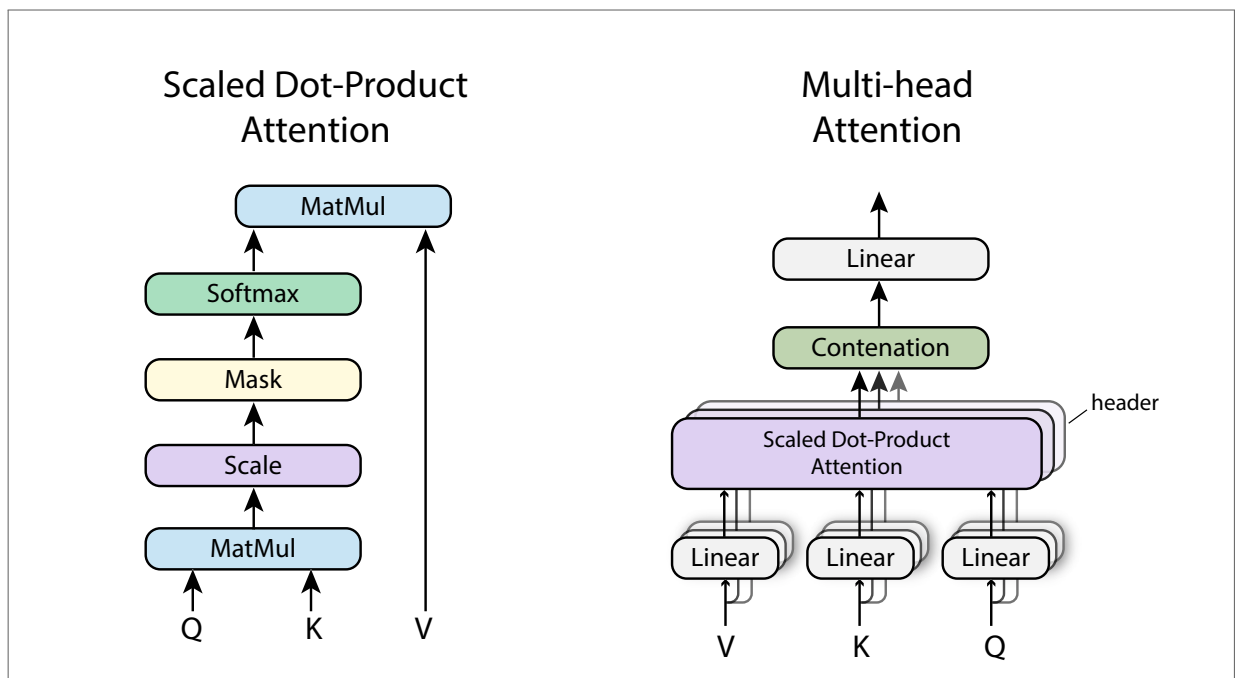 Scaled Dot-Product
Attention
MatMul
Softmax
Mask
Scale
MatMul
Q
K
V
Multi-head
Attention
Linear
Contenation
header
Scaled Dot-Product
Attention
Linear
Linear
Linear
V
K
Q